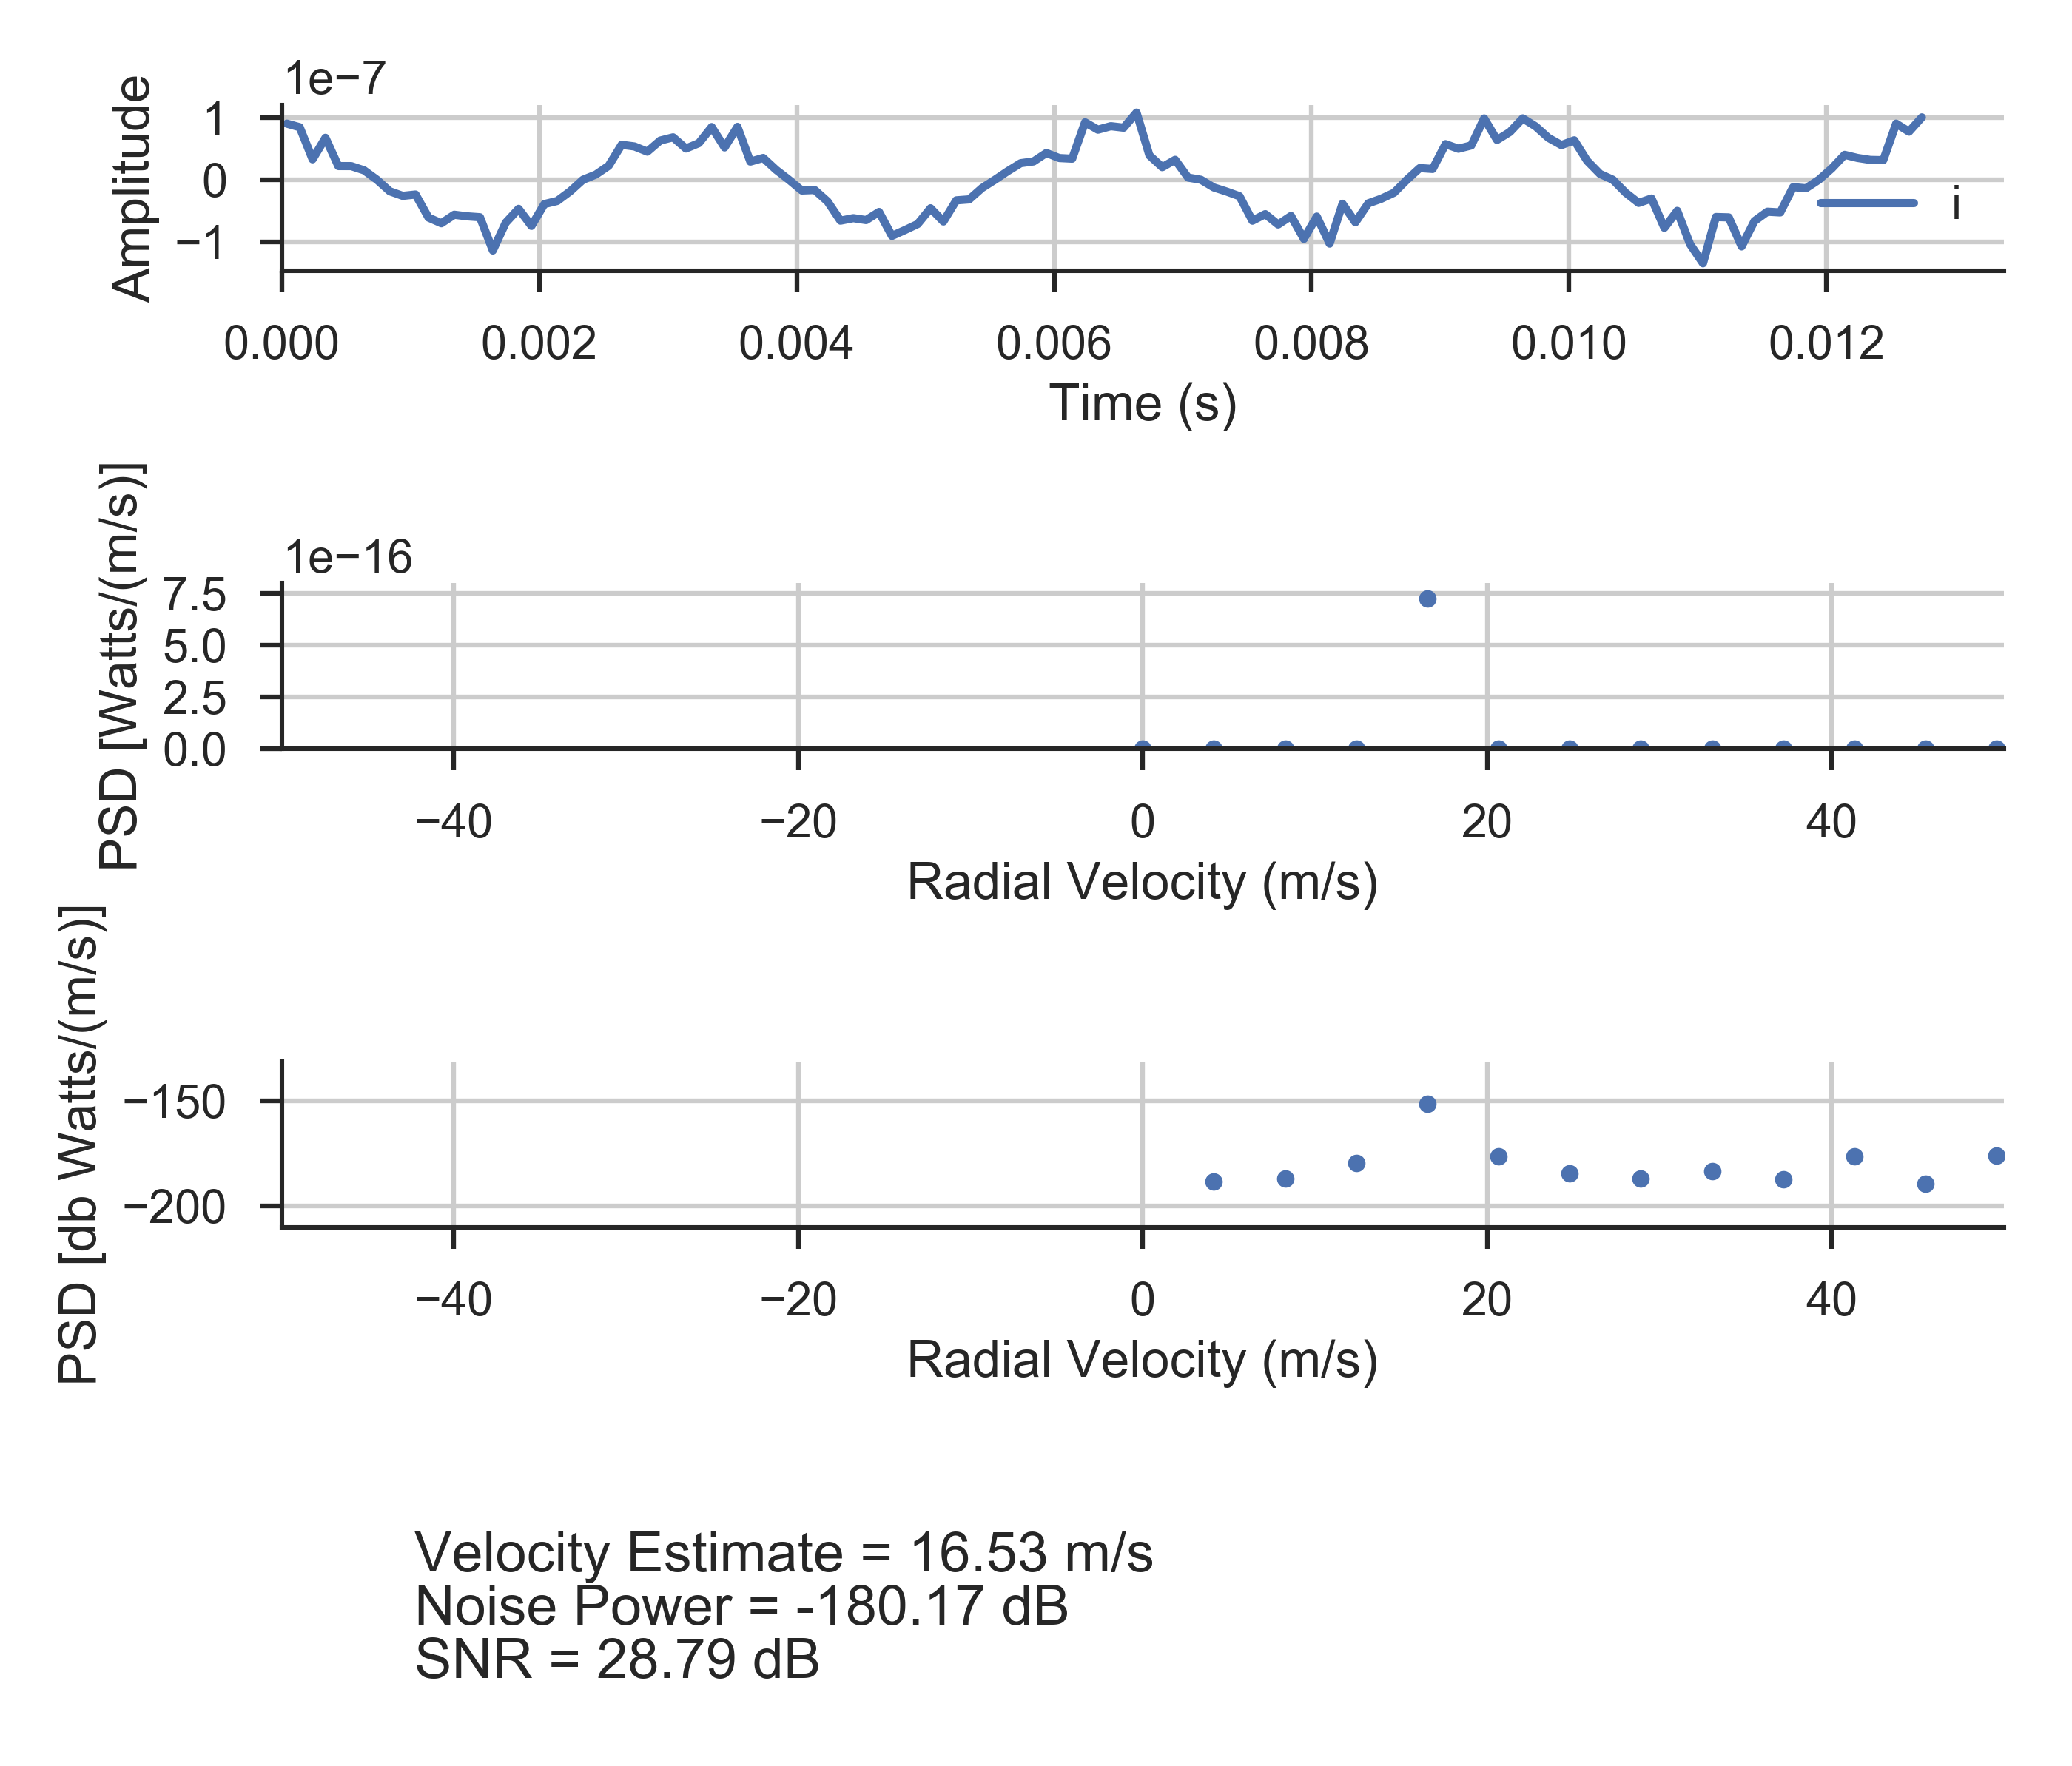 1e−7
Amplitude
1
0
−1
i
0.000 0.002 0.004 0.006 0.008 0.010 0.012
Time (s)
1e−16
PSD [Watts/(m/s)]
7.5
5.0
2.5
0.0
−40 −20 0 20 40
Radial Velocity (m/s)
PSD [db Watts/(m/s)]
−150
−200
−40 −20 0 20 40
Radial Velocity (m/s)
Velocity Estimate = 16.53 m/s
Noise Power = -180.17 dB
SNR = 28.79 dB